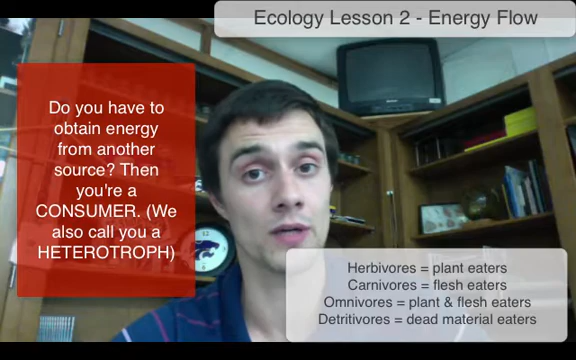 Ecology Lesson 2 - Energy Flow
Do you have to
obtain energy
from another
source? Then
you're a
CONSUMER. (We
also call you a
HETEROTROPH)
Herbivores = plant eaters
Carnivores = flesh eaters
Omnivores = plant & flesh eaters
Detritivores = dead material eaters